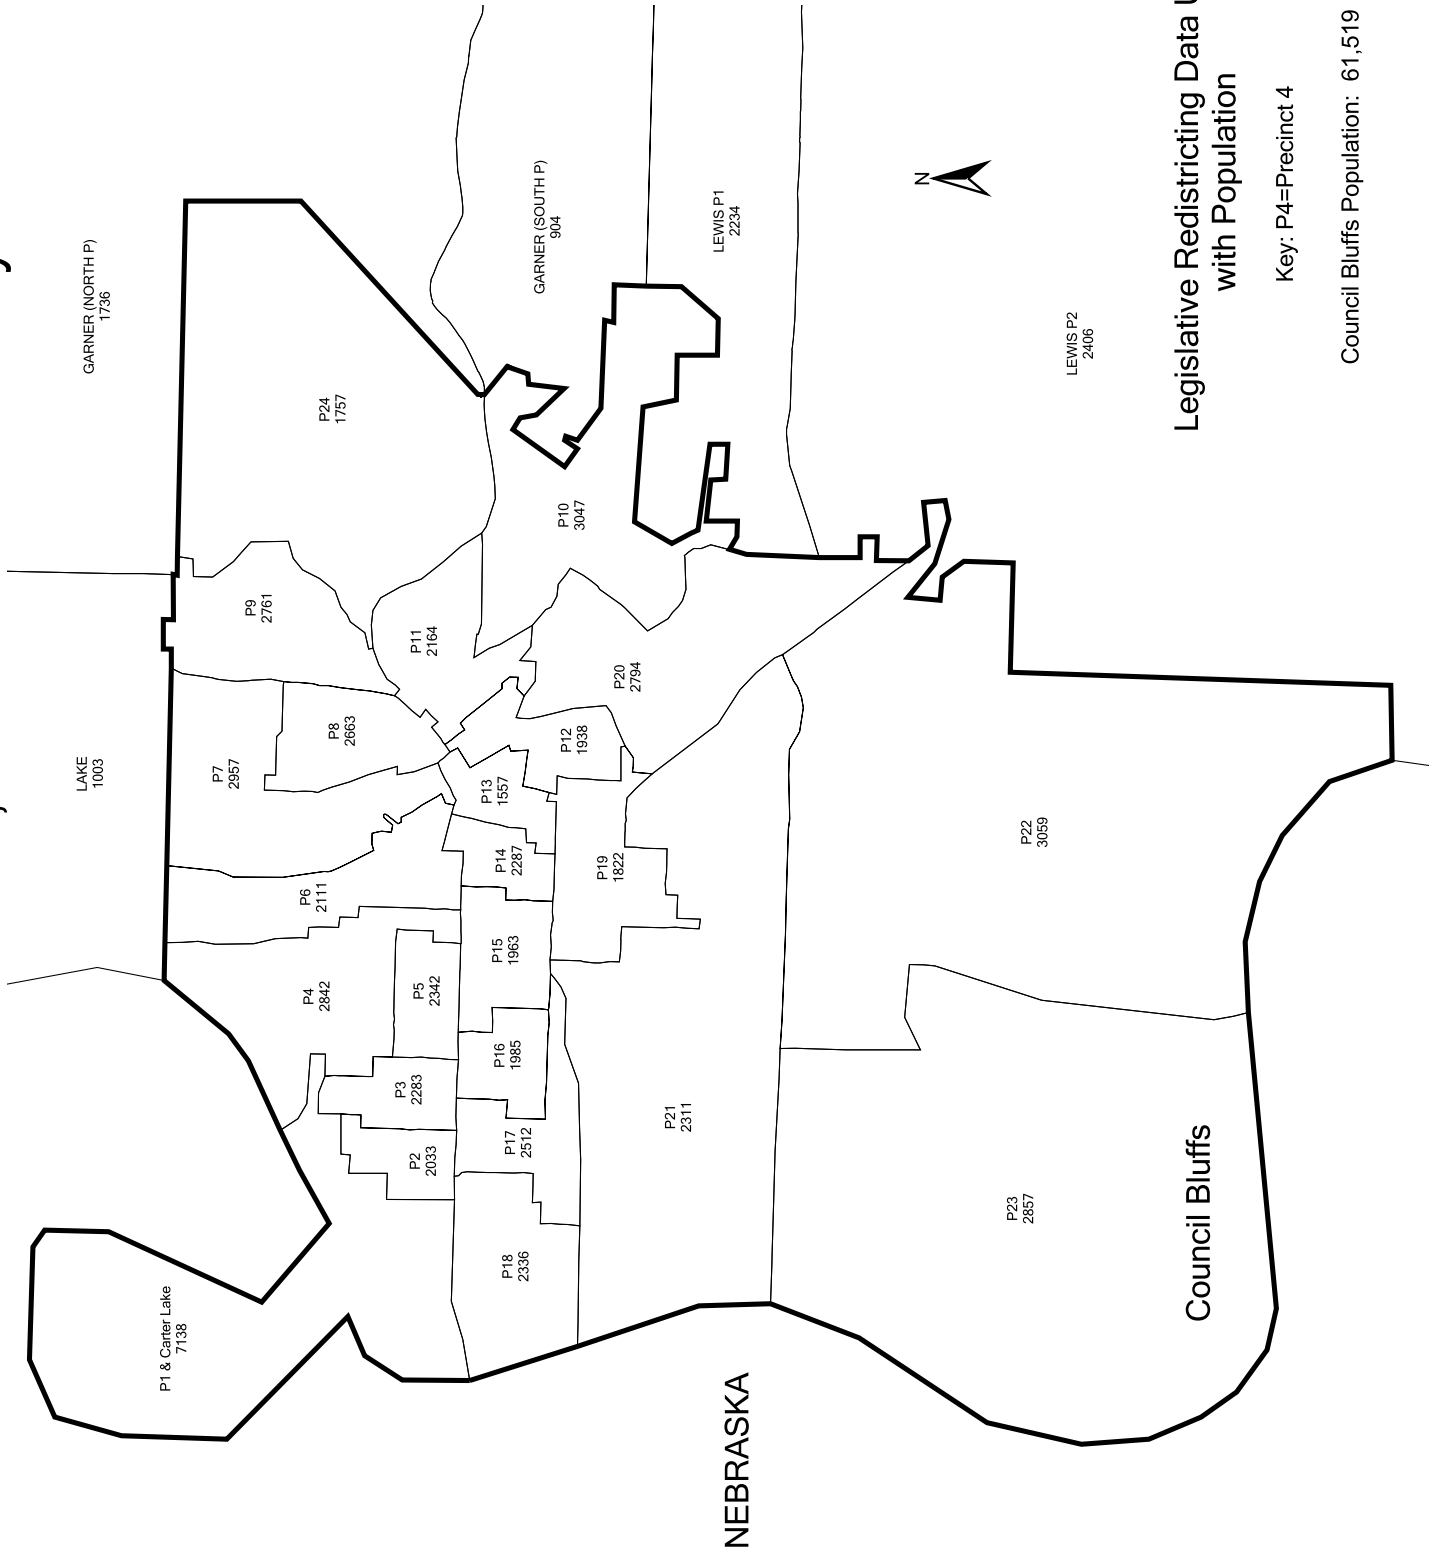 GARNER (NORTH P)
1736
LAKE
1003
P24
1757
GARNER (SOUTH P)
904
LEWIS P1
2234
LEWIS P2
2406
N
P9
2761
P10
3047
P11
2164
P7
2957
P8
2663
P20
2794
P12
1938
P13
1557
P14
2287
P19
1822
P6
2111
P4
2842
P5
2342
P15
1963
P16
1985
P3
2283
P2
2033
P17
2512
P18
2336
P21
2311
P22
3059
P23
2857
P1 & Carter Lake
7138
NEBRASKA
Council Bluffs
Legislative Redistricting Data
with Population
Key: P4=Precinct 4
Council Bluffs Population: 61,519